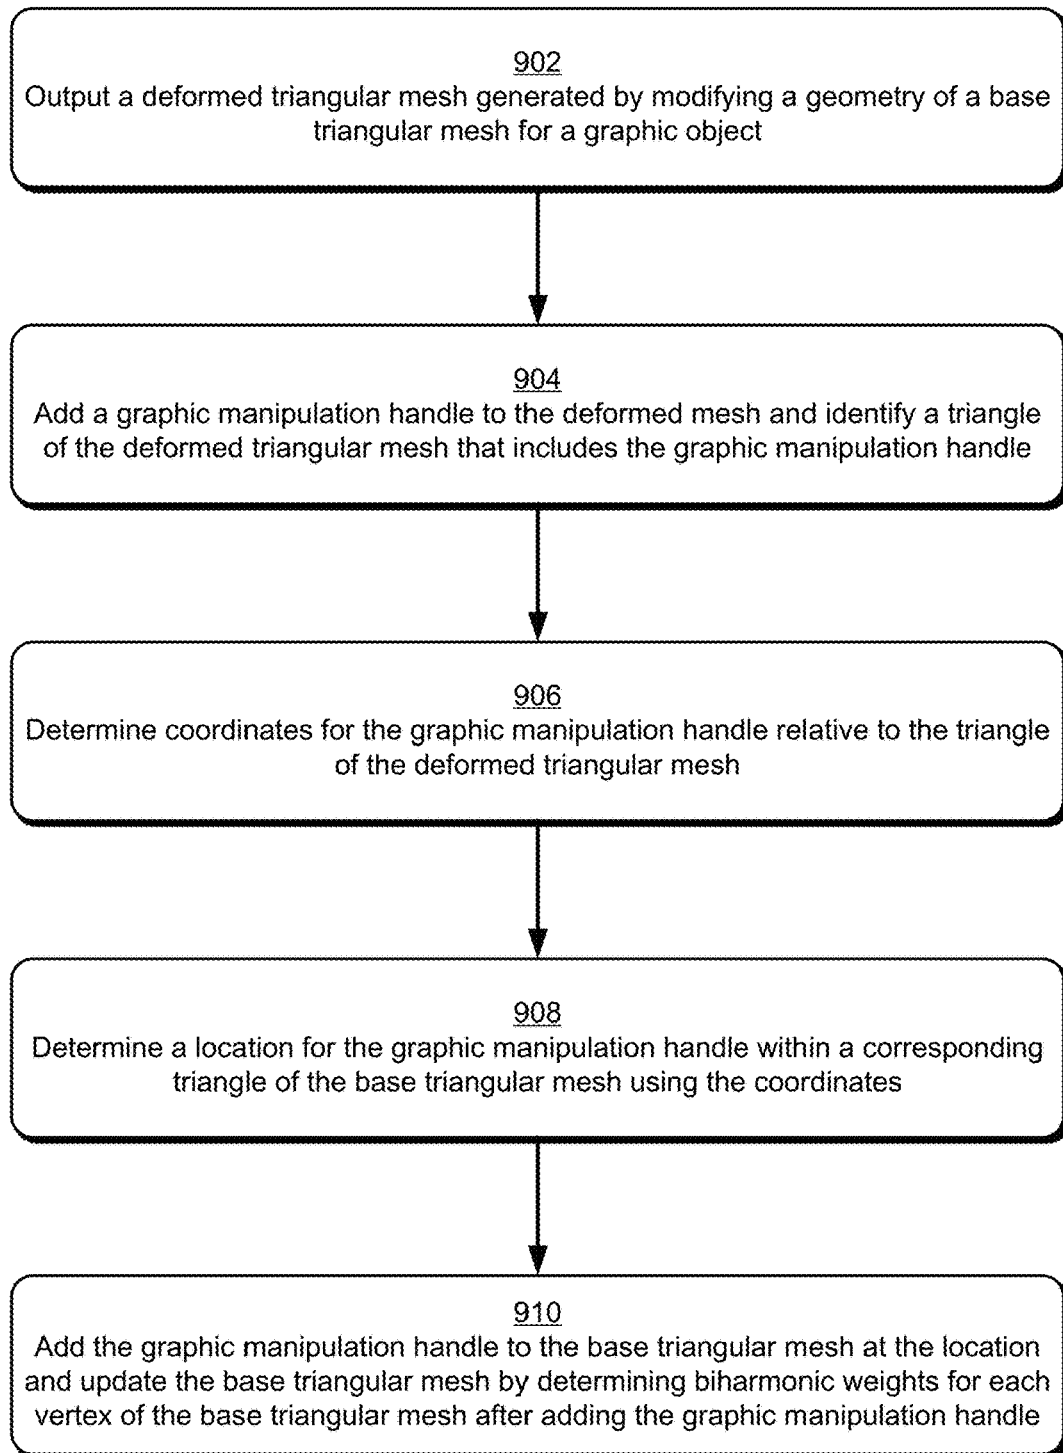 902
Output a deformed triangular mesh generated by modifying a geometry of a base
triangular mesh for a graphic object
904
Add a graphic manipulation handle to the deformed mesh and identify a triangle
of the deformed triangular mesh that includes the graphic manipulation handle
906
Determine coordinates for the graphic manipulation handle relative to the triangle
of the deformed triangular mesh
908
Determine a location for the graphic manipulation handle within a corresponding
triangle of the base triangular mesh using the coordinates
910
Add the graphic manipulation handle to the base triangular mesh at the location
and update the base triangular mesh by determining biharmonic weights for each
vertex of the base triangular mesh after adding the graphic manipulation handle